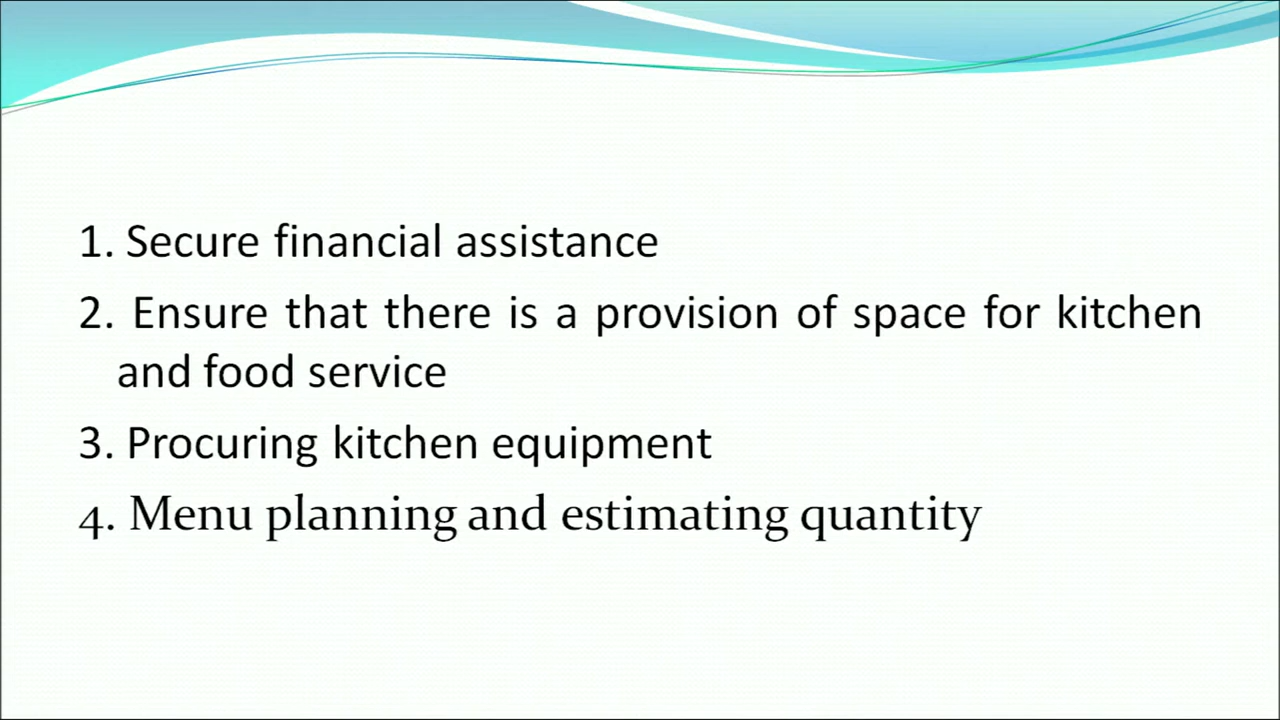 1. Secure financial assistance
2. Ensure that there is a provision of space for kitchen
and food service
3. Procuring kitchen equipment
4. Menu planning and estimating quantity